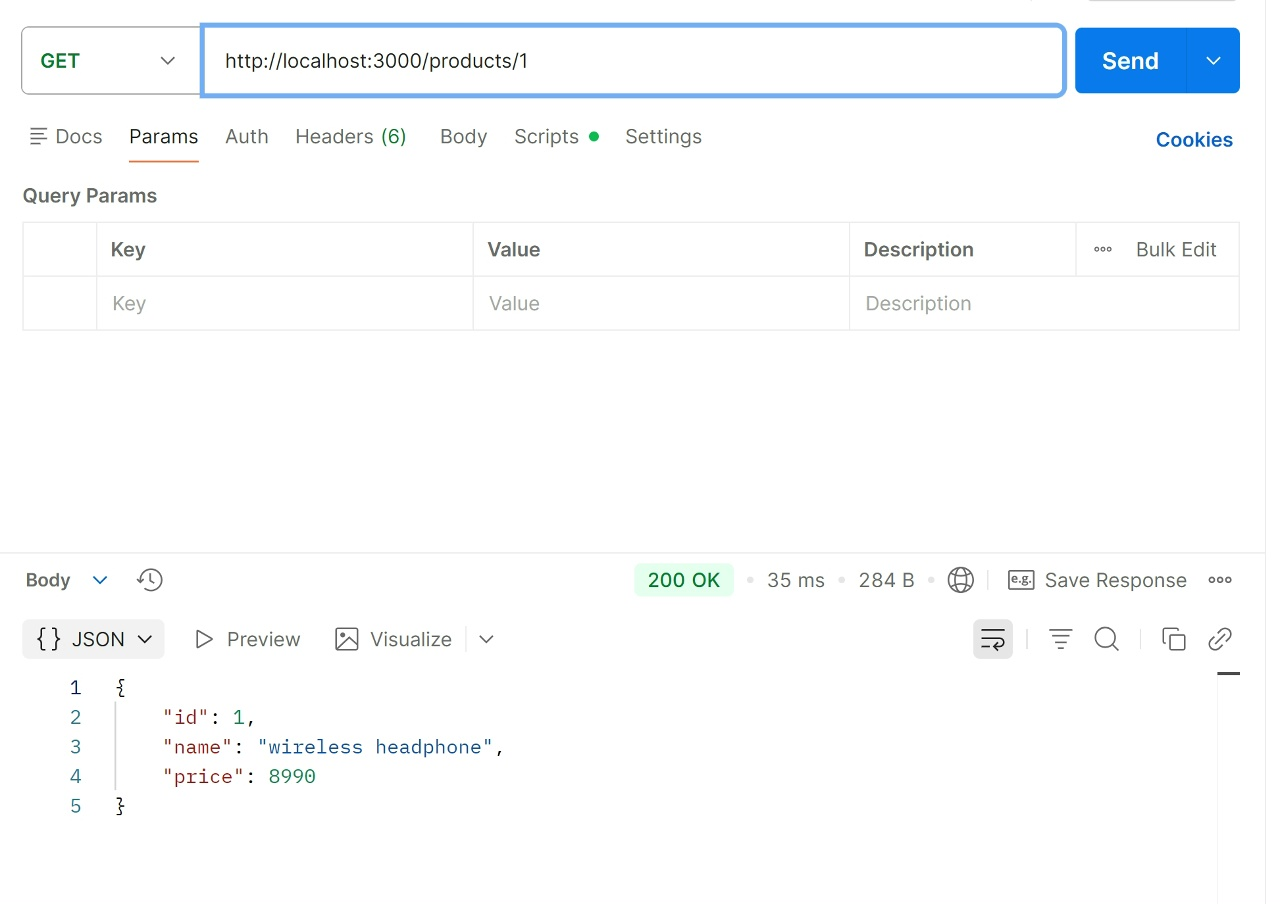 GET http://localhost:3000/products/1 Send
Docs Params Auth Headers (6) Body Scripts Settings Cookies
Query Params
Key Value Description Bulk Edit
Key Value Description
Body 200 OK 35 ms 284 B e.g. Save Response
{} JSON Preview Visualize
1 {
2 "id": 1,
3 "name": "wireless headphone",
4 "price": 8990
5 }